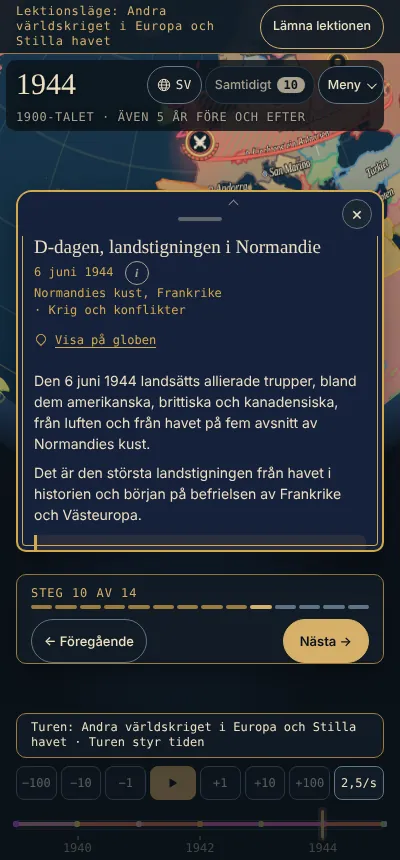 Lektionsläge: Andra
världskriget i Europa och
Stilla havet
Lämna lektionen
1944
SV
Samtidigt 10
Meny
1900-TALET · ÄVEN 5 ÅR FÖRE OCH EFTER
San Marino
Turkiet
Andorra
D-dagen, landstigningen i Normandie
6 juni 1944
i
Normandies kust, Frankrike
· Krig och konflikter
Visa på globen
Den 6 juni 1944 landsätts allierade trupper, bland
dem amerikanska, brittiska och kanadensiska,
från luften och från havet på fem avsnitt av
Normandies kust.
Det är den största landstigningen från havet i
historien och början på befrielsen av Frankrike
och Västeuropa.
STEG 10 AV 14
← Föregående
Nästa →
Turen: Andra världskriget i Europa och Stilla
havet · Turen styr tiden
−100
−10
−1
+1
+10
+100
2,5/s
1940
1942
1944